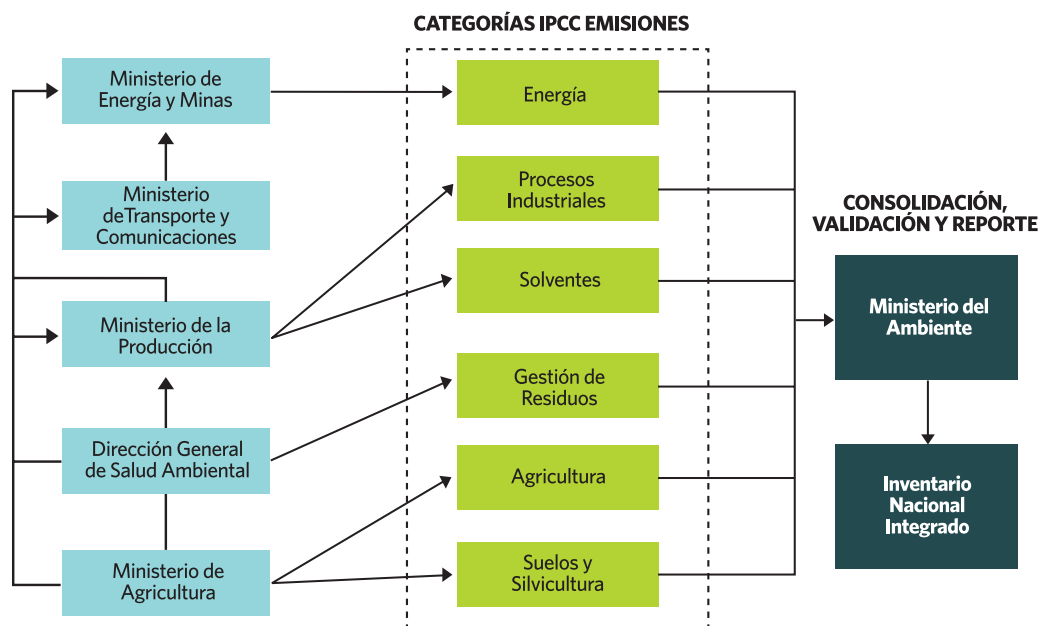 CATEGORÍAS IPCC EMISIONES
Ministerio de
Energía y Minas
Ministerio
deTransporte y
Comunicaciones
Ministerio de la
Producción
Dirección General
de Salud Ambiental
Ministerio de
Agricultura
Energía
Procesos
Industriales
Solventes
Gestión de
Residuos
Agricultura
Suelos y
Silvicultura
CONSOLIDACIÓN,
VALIDACIÓN Y REPORTE
Ministerio del
Ambiente
Inventario
Nacional
Integrado